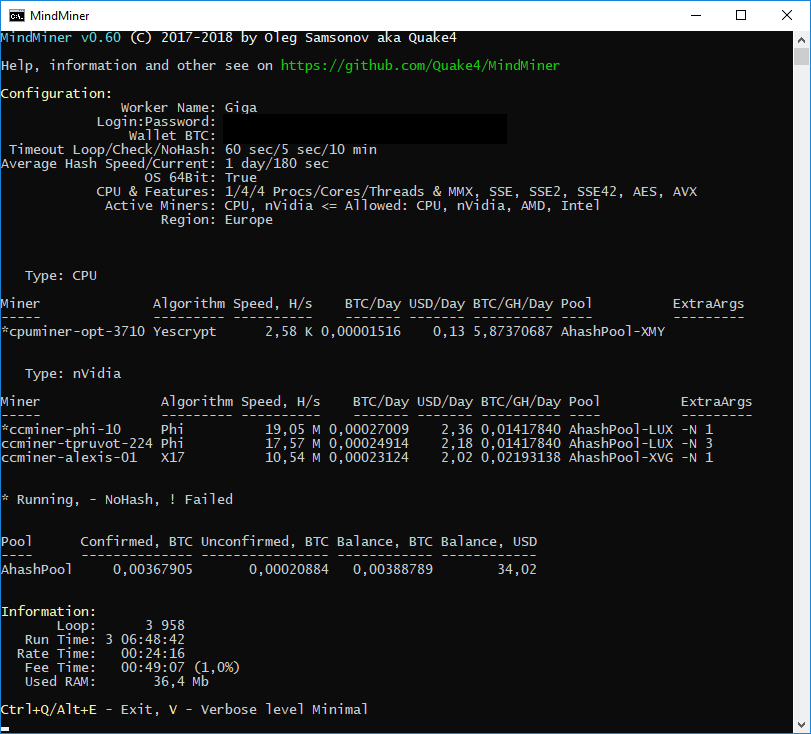 MindMiner
MindMiner v0.60 (C) 2017-2018 by Oleg Samsonov aka Quake4
Help, information and other see on https://github.com/Quake4/MindMiner
Configuration:
Worker Name: Giga
Login:Password:
Wallet BTC:
Timeout Loop/Check/NoHash: 60 sec/5 sec/10 min
Average Hash Speed/Current: 1 day/180 sec
OS 64Bit: True
CPU & Features: 1/4/4 Procs/Cores/Threads & MMX, SSE, SSE2, SSE42, AES, AVX
Active Miners: CPU, nVidia <= Allowed: CPU, nVidia, AMD, Intel
Region: Europe
Type: CPU
Miner Algorithm Speed, H/s BTC/Day USD/Day BTC/GH/Day Pool ExtraArgs
----- --------- ---------- ------- ------- ---------- ---- ---------
*cpuminer-opt-3710 Yescrypt 2,58 K 0,00001516 0,13 5,87370687 AhashPool-XMY
Type: nVidia
Miner Algorithm Speed, H/s BTC/Day USD/Day BTC/GH/Day Pool ExtraArgs
----- --------- ---------- ------- ------- ---------- ---- ---------
*ccminer-phi-10 Phi 19,05 M 0,00027009 2,36 0,01417840 AhashPool-LUX -N 1
ccminer-tpruvot-224 Phi 17,57 M 0,00024914 2,18 0,01417840 AhashPool-LUX -N 3
ccminer-alexis-01 X17 10,54 M 0,00023124 2,02 0,02193138 AhashPool-XVG -N 1
* Running, - NoHash, ! Failed
Pool Confirmed, BTC Unconfirmed, BTC Balance, BTC Balance, USD
---- -------------- ---------------- ------------ ------------
AhashPool 0,00367905 0,00020884 0,00388789 34,02
Information:
Loop: 3 958
Run Time: 3 06:48:42
Rate Time: 00:24:16
Fee Time: 00:49:07 (1,0%)
Used RAM: 36,4 Mb
Ctrl+Q/Alt+E - Exit, V - Verbose level Minimal